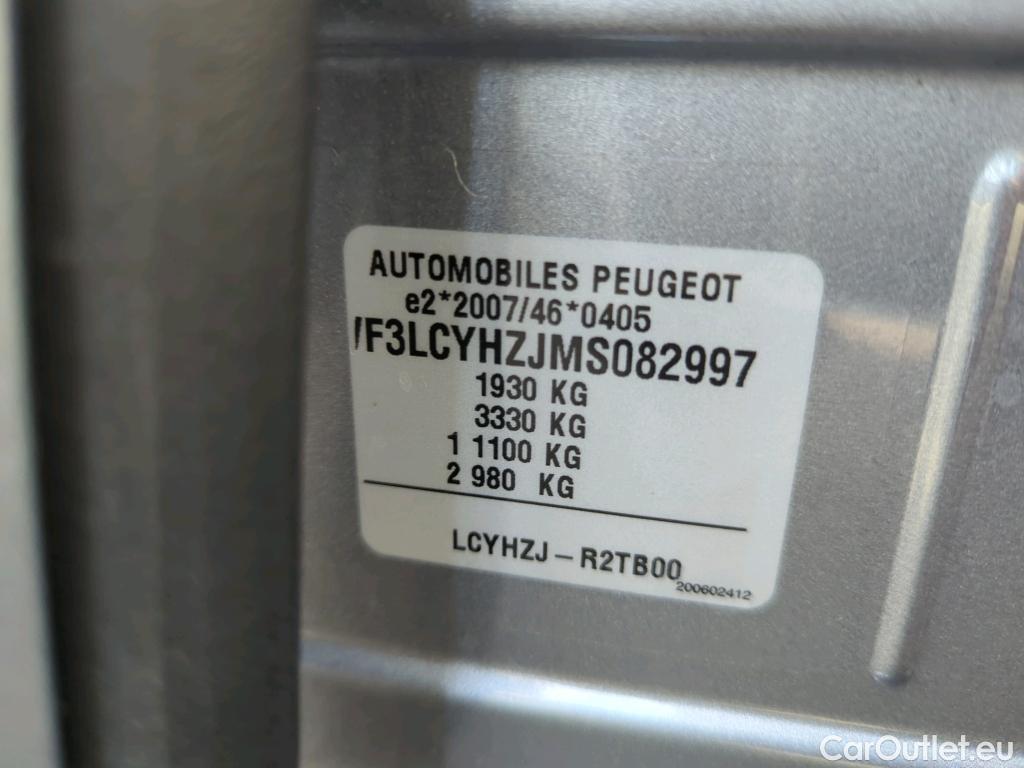 AUTOMOBILES PEUGEOT
e2*2007/46*0405
VF3LCYHZJMS082997
1930 KG
3330 KG
1 1100 KG
2 980 KG
LCYHZJ – R2TB00
200602412
CarOutlet.eu